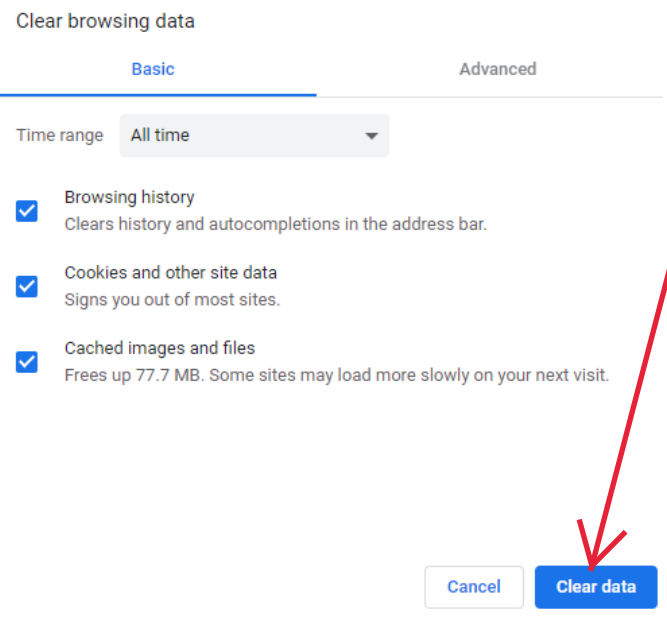 Clear browsing data
Basic Advanced
Time range All time
Browsing history
Clears history and autocompletions in the address bar.
Cookies and other site data
Signs you out of most sites.
Cached images and files
Frees up 77.7 MB. Some sites may load more slowly on your next visit.
Cancel Clear data